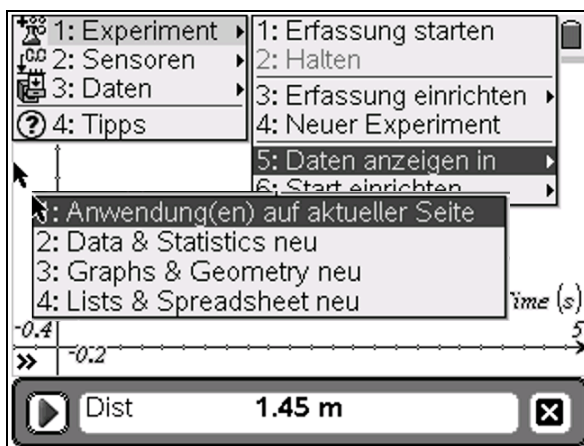 1: Experiment
2: Sensoren
3: Daten
4: Tipps
1: Erfassung starten
2: Halten
3: Erfassung einrichten
4: Neuer Experiment
5: Daten anzeigen in
6: Start einrichten
1: Anwendung(en) auf aktueller Seite
2: Data & Statistics neu
3: Graphs & Geometry neu
4: Lists & Spreadsheet neu
Time (s)
-0.4
5
-0.2
Dist 1.45 m